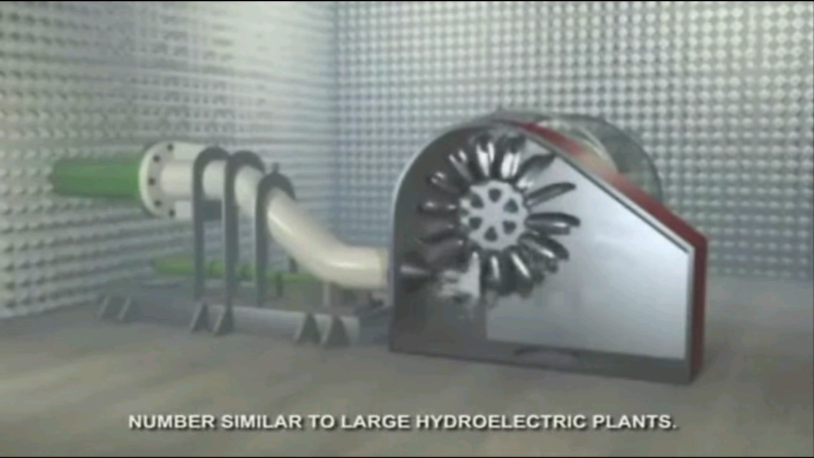 NUMBER SIMILAR TO LARGE HYDROELECTRIC PLANTS.